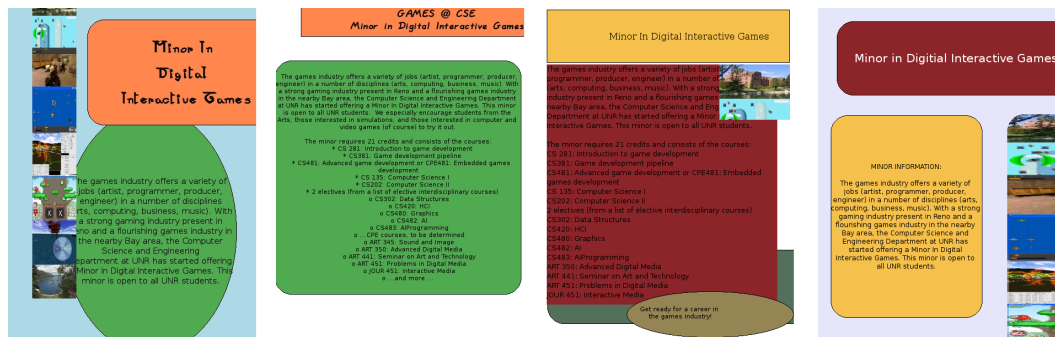 Minor In
Digital
Interactive Games
he games industry offers a variety of
jobs (artist, programmer, producer,
engineer) in a number of disciplines
rts, computing, business, music). With
a strong gaming industry present in
no and a flourishing games industry in
the nearby Bay area, the Computer
Science and Engineering
epartment at UNR has started offering
Minor in Digital Interactive Games. This
minor is open to all UNR students.
GAMES @ CSE
Minor in Digital Interactive Games
The games industry offers a variety of jobs (artist, programmer, producer,
engineer) in a number of disciplines (arts, computing, business, music). With
a strong gaming industry present in Reno and a flourishing games industry
in the nearby Bay area, the Computer Science and Engineering Department
at UNR has started offering a Minor in Digital Interactive Games. This minor
is open to all UNR students. We especially encourage students from the
Arts, those interested in simulations, and those interested in computer and
video games (of course) to try it out.
The minor requires 21 credits and consists of the courses:
* CS 281: Introduction to game development
* CS381: Game development pipeline
* CS481: Advanced game development or CPE481: Embedded games
development
* CS 135: Computer Science I
* CS202: Computer Science II
* 2 electives (from a list of elective interdisciplinary courses)
o CS302: Data Structures
o CS420: HCI
o CS480: Graphics
o CS482: AI
o CS483: AIProgramming
o ...CPE courses, to be determined
o ART 345: Sound and Image
o ART 350: Advanced Digital Media
o ART 441: Seminar on Art and Technology
o ART 451: Problems in Digital Media
o JOUR 451: Interactive Media
o ...and more ...
Minor In Digital Interactive Games
The games industry offers a variety of jobs (artist,
programmer, producer, engineer) in a number of
(arts, computing, business, music). With a strong
industry present in Reno and a flourishing games
nearby Bay area, the Computer Science and Eng
Department at UNR has started offering a Minor
Interactive Games. This minor is open to all UNR students.
The minor requires 21 credits and consists of the courses:
CS 281: Introduction to game development
CS381: Game development pipeline
CS481: Advanced game development or CPE481: Embedded
games development
CS 135: Computer Science I
CS202: Computer Science II
2 electives (from a list of elective interdisciplinary courses)
CS302: Data Structures
CS420: HCI
CS480: Graphics
CS482: AI
CS483: AIProgramming
ART 350: Advanced Digital Media
ART 441: Seminar on Art and Technology
ART 451: Problems in Digital Media
JOUR 451: Interactive Media
Get ready for a career in
the games industry!
Minor in Digitial Interactive Games
MINOR INFORMATION:
The games industry offers a variety of
jobs (artist, programmer, producer,
engineer) in a number of disciplines (arts,
computing, business, music). With a strong
gaming industry present in Reno and a
flourishing games industry in the nearby
Bay area, the Computer Science and
Engineering Department at UNR has
started offering a Minor in Digital
Interactive Games. This minor is open to
all UNR students.